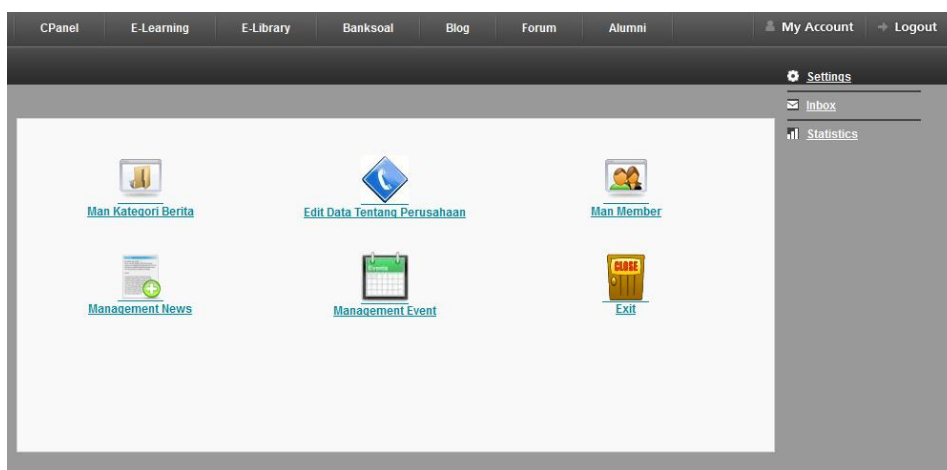 CPanel E-Learning E-Library Banksoal Blog Forum Alumni My Account Logout
Settings
Inbox
Statistics
Man Kategori Berita Edit Data Tentang Perusahaan Man Member
Events
CLOSE
Management News Management Event Exit